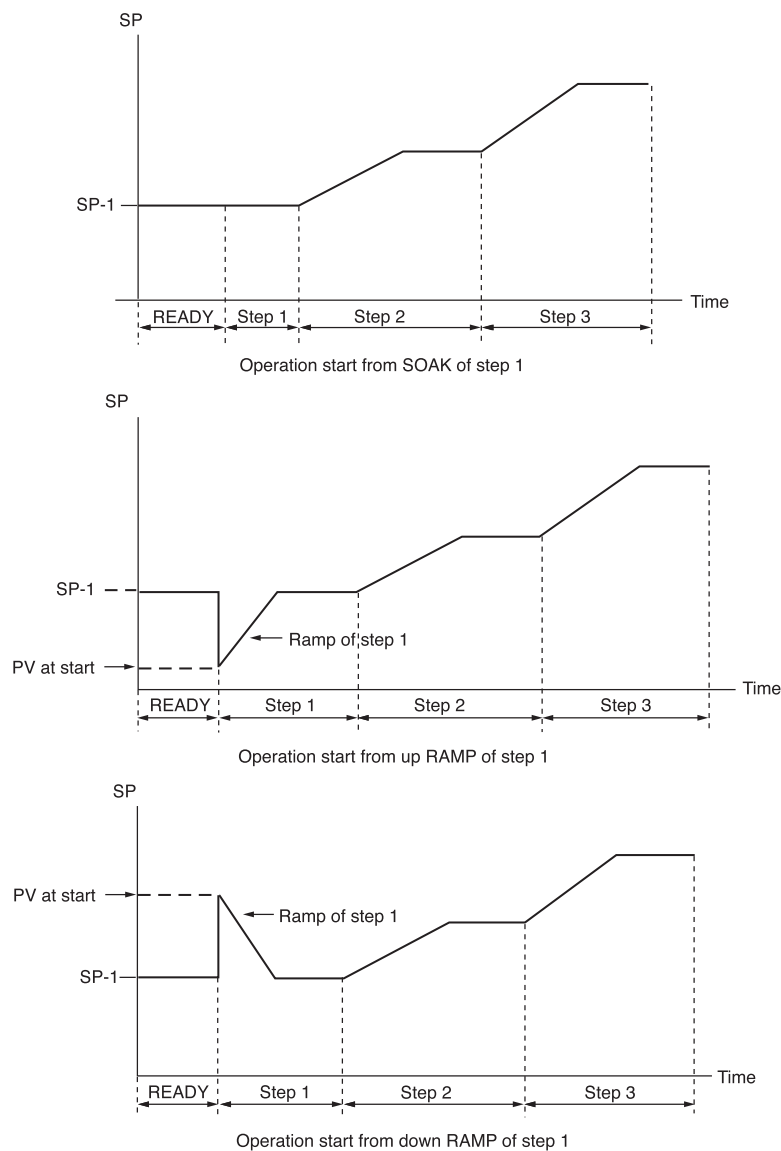 SP
SP-1
Time
READY Step 1 Step 2 Step 3
Operation start from SOAK of step 1
SP
SP-1
Ramp of step 1
PV at start
Time
READY Step 1 Step 2 Step 3
Operation start from up RAMP of step 1
SP
PV at start
Ramp of step 1
SP-1
Time
READY Step 1 Step 2 Step 3
Operation start from down RAMP of step 1